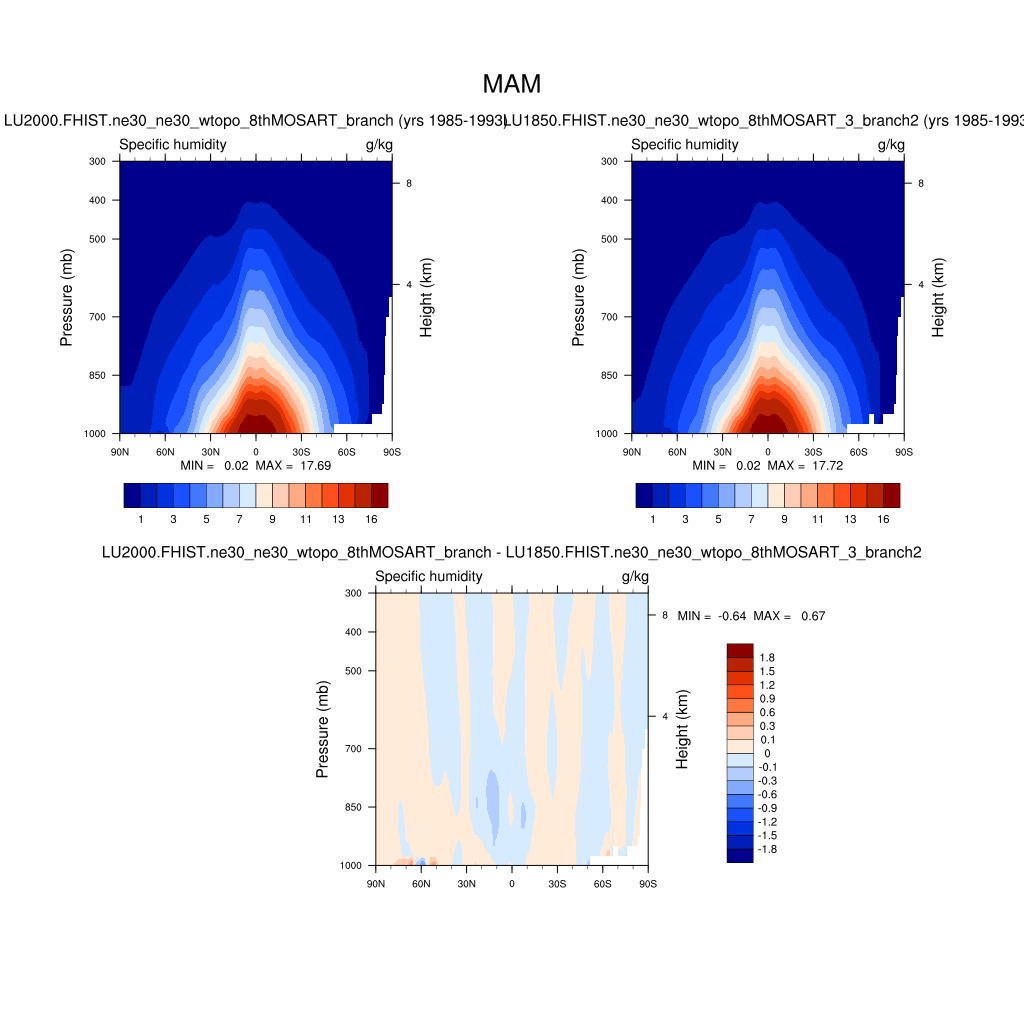 MAM
LU2000.FHIST.ne30_ne30_wtopo_8thMOSART_branch (yrs 1985-1993)
LU1850.FHIST.ne30_ne30_wtopo_8thMOSART_3_branch2 (yrs 1985-1993
Specific humidity g/kg
300
400
500
700
850
1000
Pressure (mb)
8
4
Height (km)
90N 60N 30N 0 30S 60S 90S
MIN = 0.02 MAX = 17.69
1 3 5 7 9 11 13 16
Specific humidity g/kg
300
400
500
700
850
1000
Pressure (mb)
8
4
Height (km)
90N 60N 30N 0 30S 60S 90S
MIN = 0.02 MAX = 17.72
1 3 5 7 9 11 13 16
LU2000.FHIST.ne30_ne30_wtopo_8thMOSART_branch - LU1850.FHIST.ne30_ne30_wtopo_8thMOSART_3_branch2
Specific humidity g/kg
300
400
500
700
850
1000
Pressure (mb)
8
4
Height (km)
90N 60N 30N 0 30S 60S 90S
MIN = -0.64 MAX = 0.67
1.8
1.5
1.2
0.9
0.6
0.3
0.1
0
-0.1
-0.3
-0.6
-0.9
-1.2
-1.5
-1.8